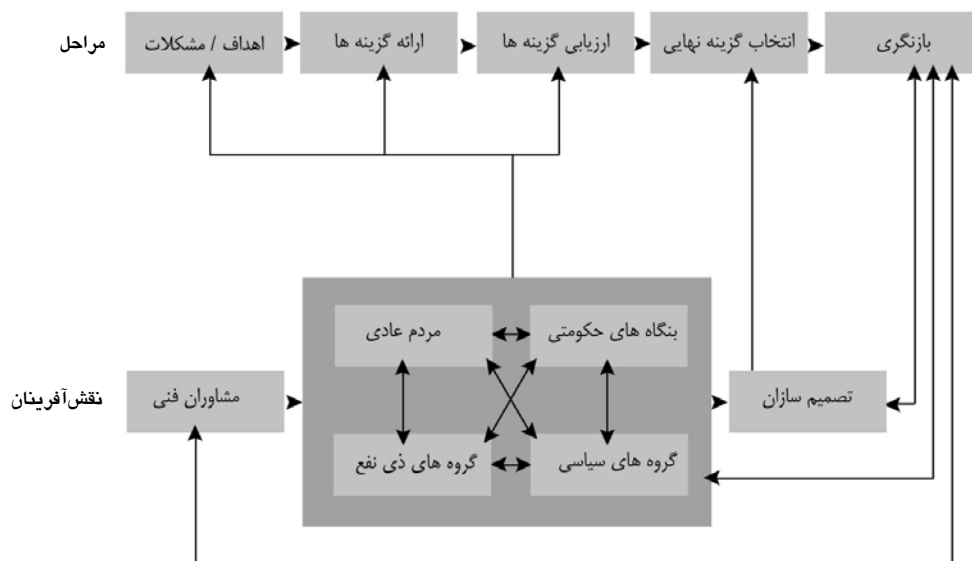 مراحل
اهداف / مشکلات
ارائه گزینه ها
ارزیابی گزینه ها
انتخاب گزینه نهایی
بازنگری
مردم عادی
بنگاه های حکومتی
نقش‌آفرینان
مشاوران فنی
تصمیم سازان
گروه های ذی نفع
گروه های سیاسی